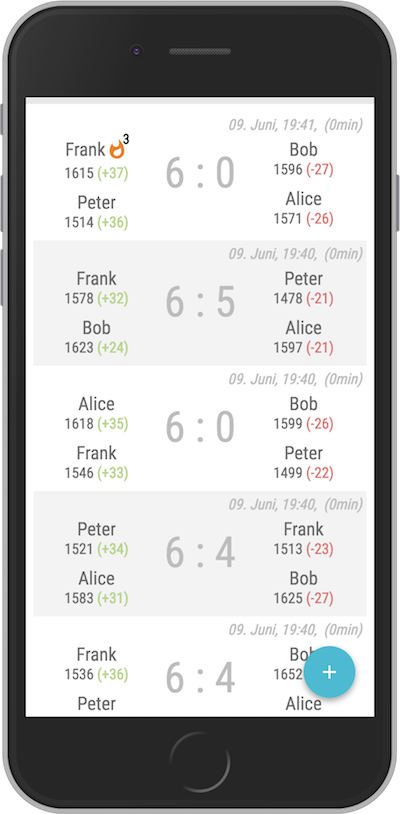 09. Juni, 19:41, (0min)
Frank 3
1615 (+37)
Peter
1514 (+36)
6 : 0
Bob
1596 (-27)
Alice
1571 (-26)
09. Juni, 19:40, (0min)
Frank
1578 (+32)
Bob
1623 (+24)
6 : 5
Peter
1478 (-21)
Alice
1597 (-21)
09. Juni, 19:40, (0min)
Alice
1618 (+35)
Frank
1546 (+33)
6 : 0
Bob
1599 (-26)
Peter
1499 (-22)
09. Juni, 19:40, (0min)
Peter
1521 (+34)
Alice
1583 (+31)
6 : 4
Frank
1513 (-23)
Bob
1625 (-27)
09. Juni, 19:40, (0min)
Frank
1536 (+36)
Peter
6 : 4
Bob
1652
Alice
+